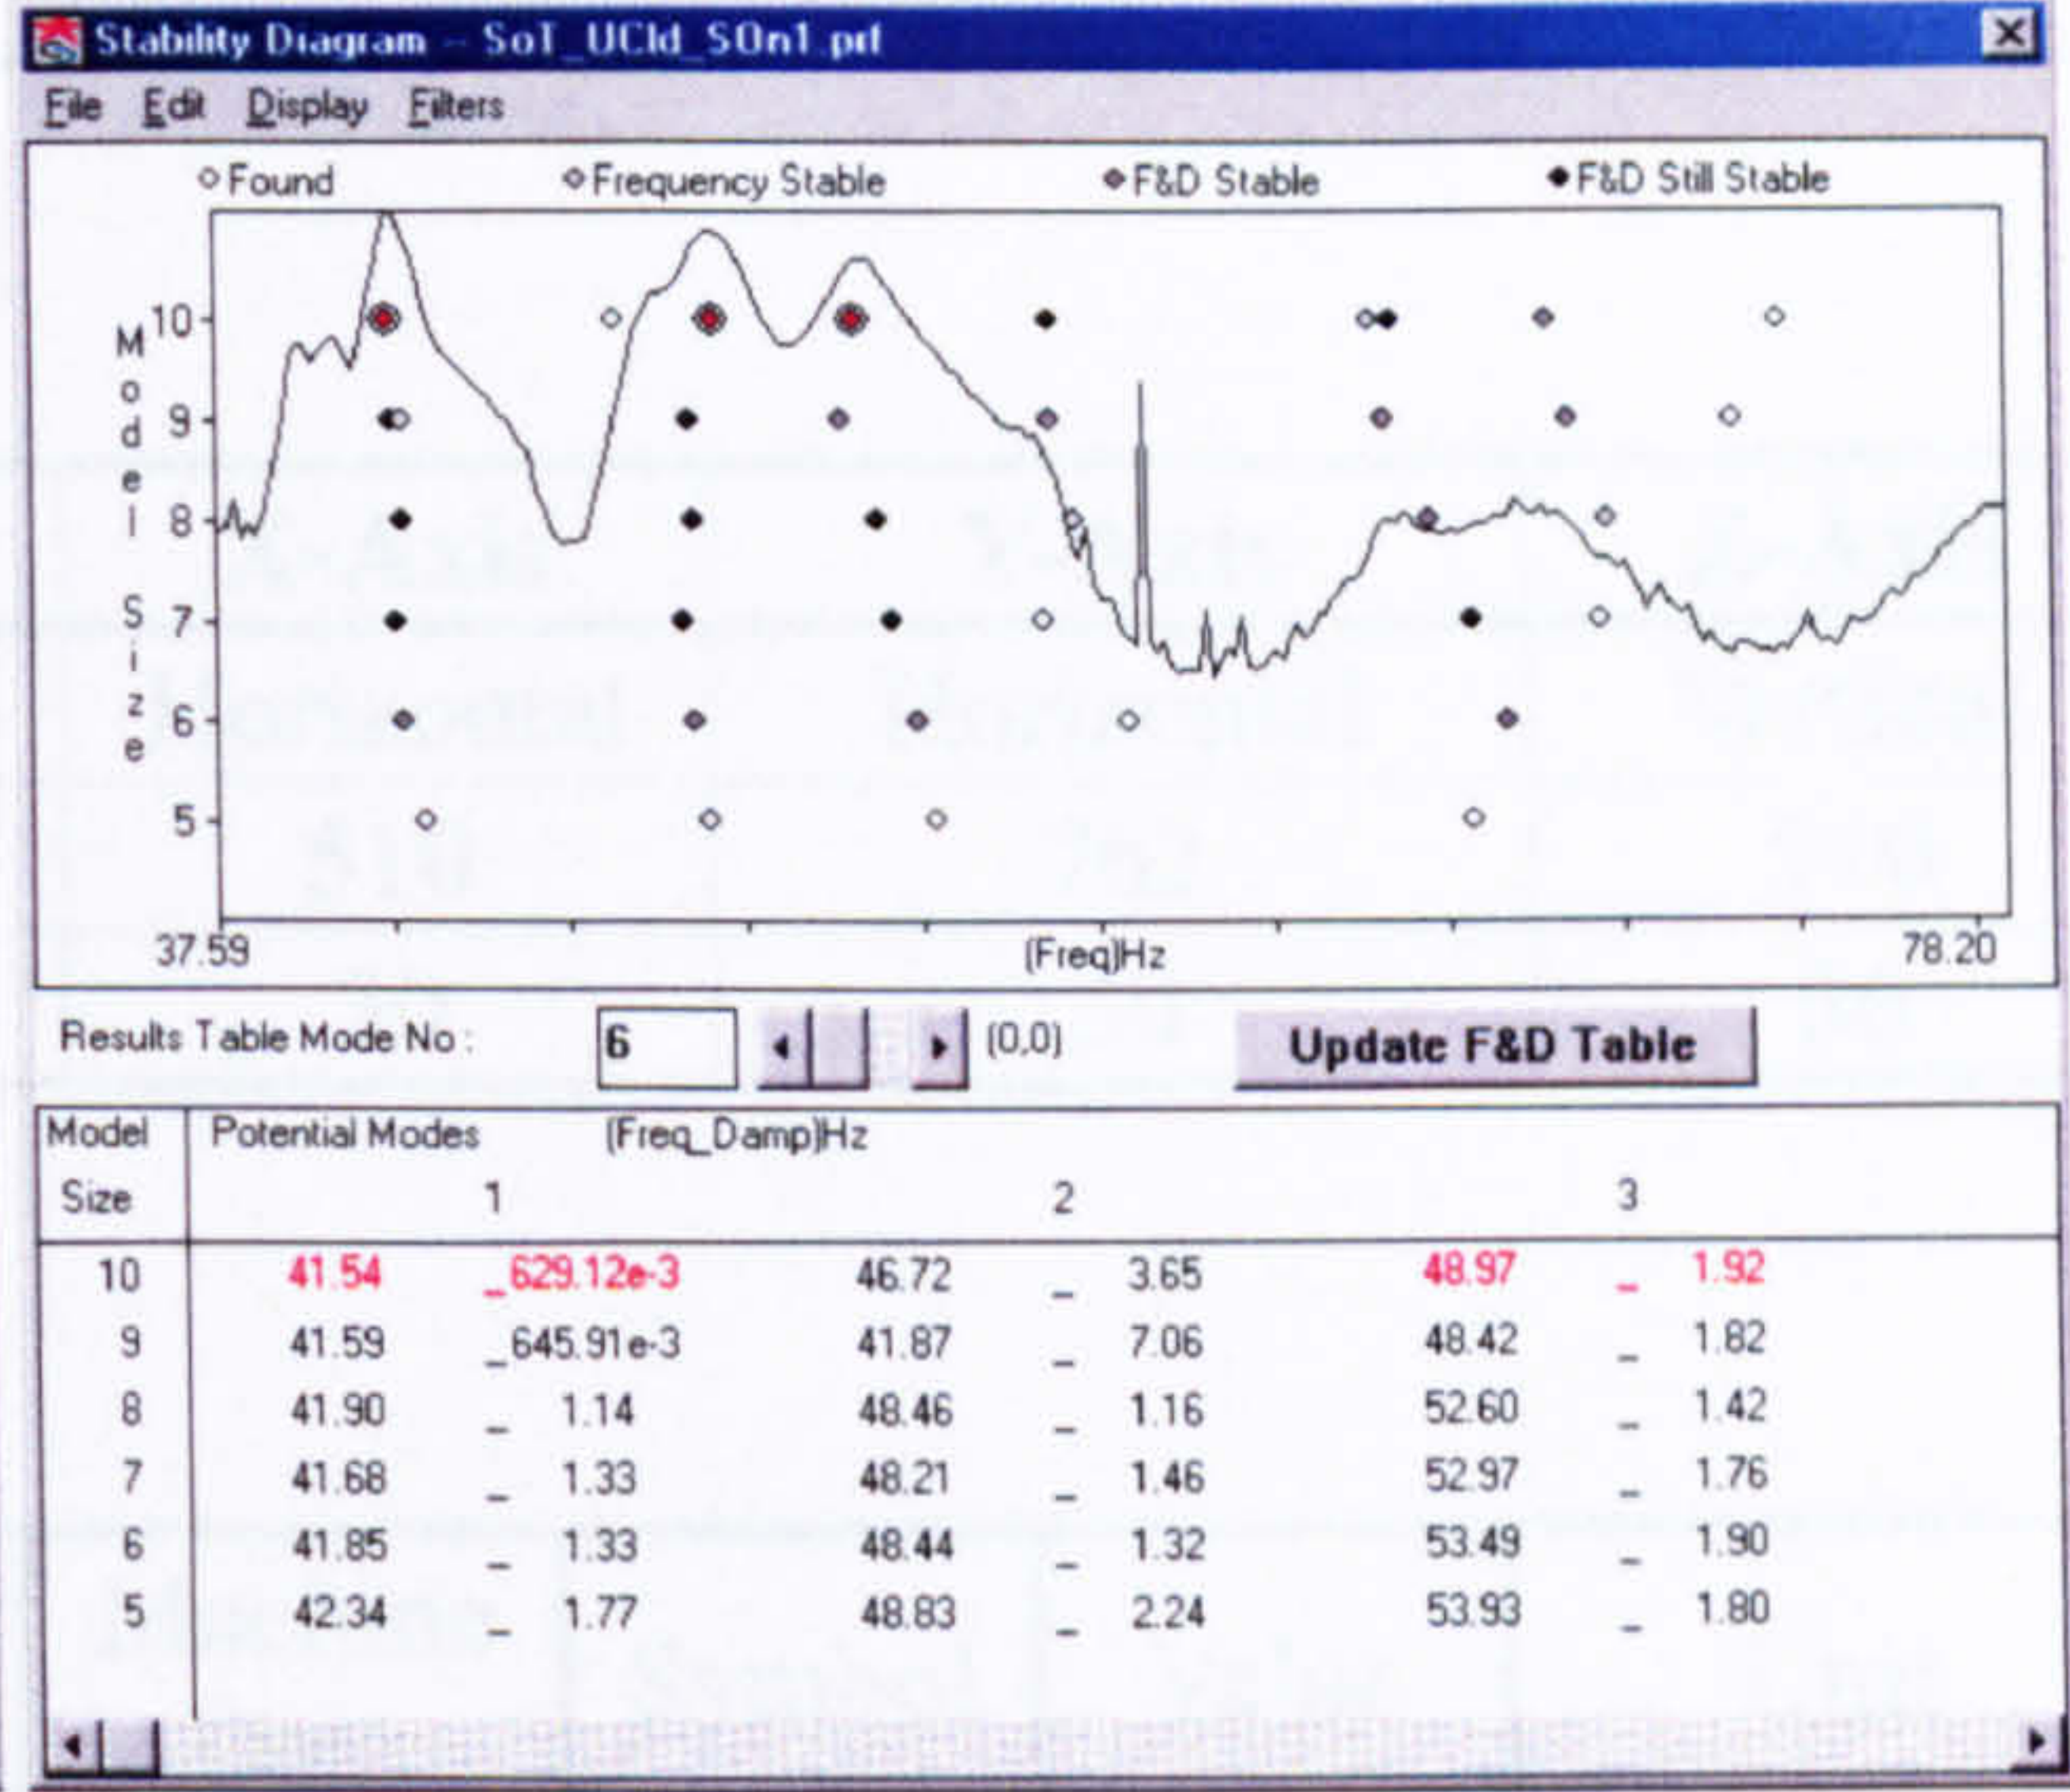 Stability Diagram - SoT_UCld_SOn1.prf
File Edit Display Filters
Found Frequency Stable F&D Stable F&D Still Stable
Model Size
10
9
8
7
6
5
37.59 (Freq)Hz 78.20
Results Table Mode No : 6 (0,0) Update F&D Table
Model Potential Modes (Freq_Damp)Hz
Size 1 2 3
10 41.54 _ 629.12e-3 46.72 _ 3.65 48.97 _ 1.92
9 41.59 _ 645.91e-3 41.87 _ 7.06 48.42 _ 1.82
8 41.90 _ 1.14 48.46 _ 1.16 52.60 _ 1.42
7 41.68 _ 1.33 48.21 _ 1.46 52.97 _ 1.76
6 41.85 _ 1.33 48.44 _ 1.32 53.49 _ 1.90
5 42.34 _ 1.77 48.83 _ 2.24 53.93 _ 1.80